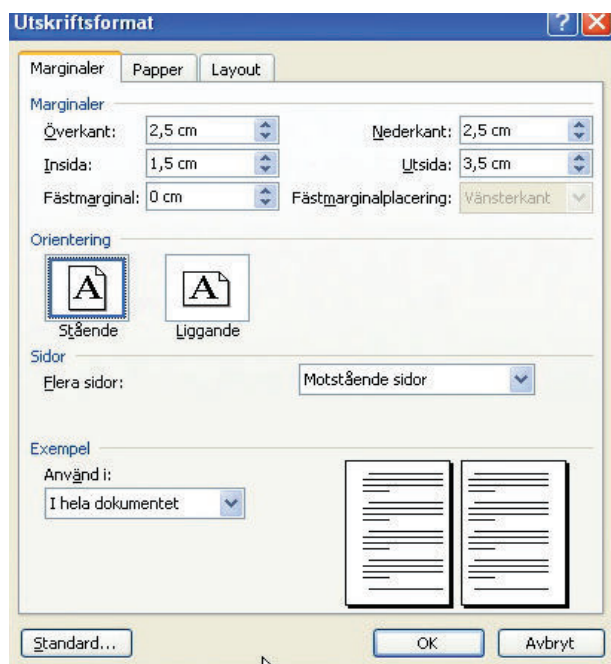 Utskriftsformat
Marginaler Papper Layout
Marginaler
Överkant: 2,5 cm Nederkant: 2,5 cm
Insida: 1,5 cm Utsida: 3,5 cm
Fästmarginal: 0 cm Fästmarginalplacering: Vänsterkant
Orientering
A A
Stående Liggande
Sidor
Flera sidor: Motstående sidor
Exempel
Använd i:
I hela dokumentet
Standard... OK Avbryt